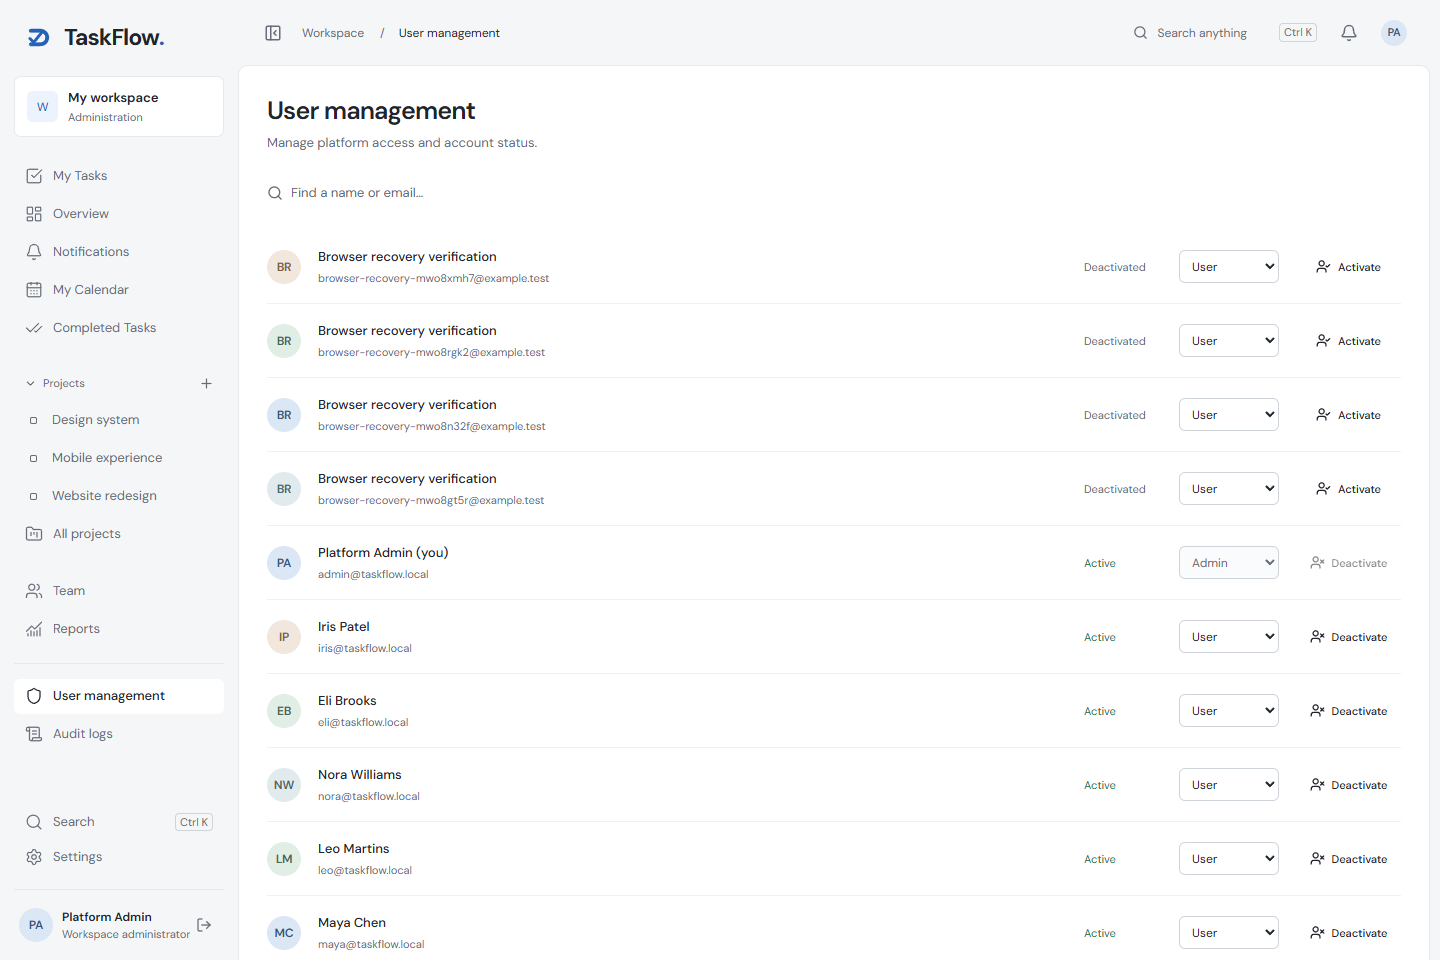 TaskFlow.
W
My workspace
Administration
My Tasks
Overview
Notifications
My Calendar
Completed Tasks
Projects
Design system
Mobile experience
Website redesign
All projects
Team
Reports
User management
Audit logs
Search Ctrl K
Settings
PA
Platform Admin
Workspace administrator
Workspace / User management
Search anything Ctrl K
PA
User management
Manage platform access and account status.
Find a name or email...
BR
Browser recovery verification
browser-recovery-mwo8xmh7@example.test
Deactivated User Activate
BR
Browser recovery verification
browser-recovery-mwo8rgk2@example.test
Deactivated User Activate
BR
Browser recovery verification
browser-recovery-mwo8n32f@example.test
Deactivated User Activate
BR
Browser recovery verification
browser-recovery-mwo8gt5r@example.test
Deactivated User Activate
PA
Platform Admin (you)
admin@taskflow.local
Active Admin Deactivate
IP
Iris Patel
iris@taskflow.local
Active User Deactivate
EB
Eli Brooks
eli@taskflow.local
Active User Deactivate
NW
Nora Williams
nora@taskflow.local
Active User Deactivate
LM
Leo Martins
leo@taskflow.local
Active User Deactivate
MC
Maya Chen
maya@taskflow.local
Active User Deactivate